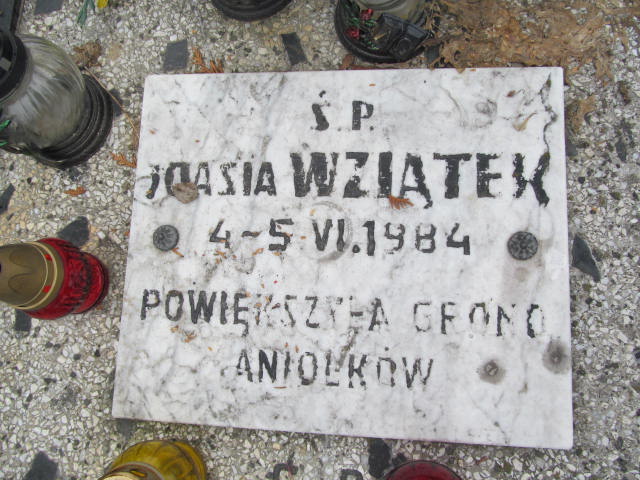 Ś.P.
JOASIA WZIĄTEK
4-5 VI.1984
POWIĘKSZYŁA GRONO
ANIOŁKÓW